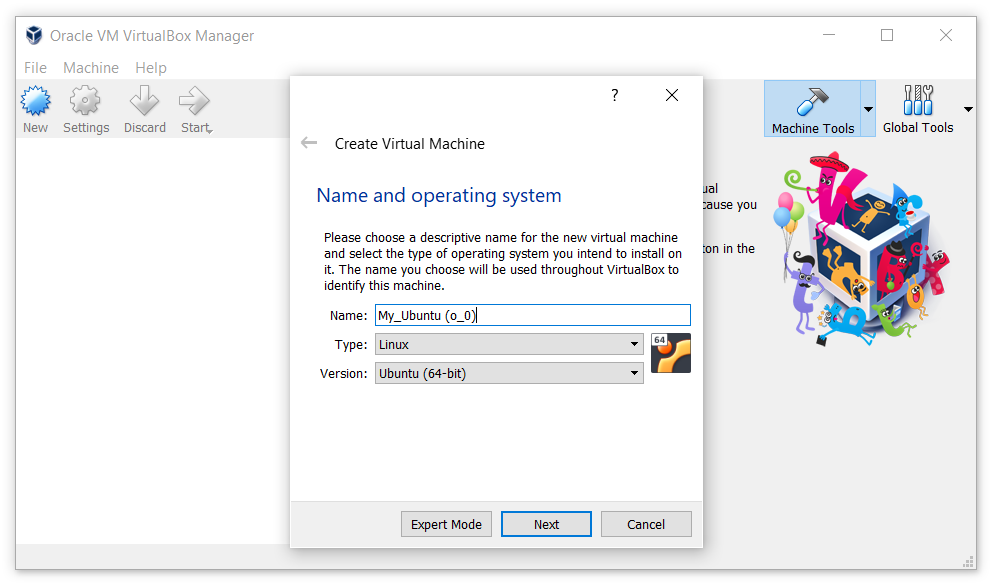 Oracle VM VirtualBox Manager
File Machine Help
New Settings Discard Start
Machine Tools Global Tools
ual
cause you
ton in the
?
Create Virtual Machine
Name and operating system
Please choose a descriptive name for the new virtual machine
and select the type of operating system you intend to install on
it. The name you choose will be used throughout VirtualBox to
identify this machine.
Name: My_Ubuntu (o_0)
Type: Linux
64
Version: Ubuntu (64-bit)
Expert Mode Next Cancel